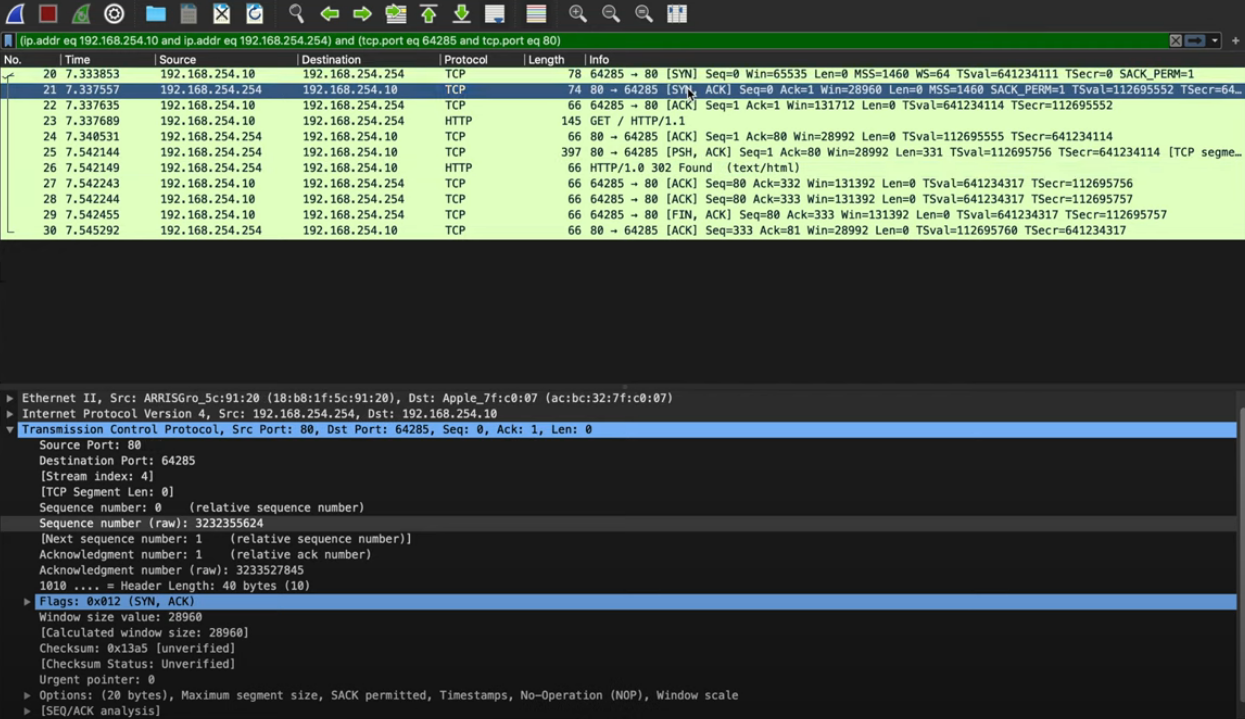 (ip.addr eq 192.168.254.10 and ip.addr eq 192.168.254.254) and (tcp.port eq 64285 and tcp.port eq 80)
No. Time Source Destination Protocol Length Info
20 7.333853 192.168.254.10 192.168.254.254 TCP 78 64285 → 80 [SYN] Seq=0 Win=65535 Len=0 MSS=1460 WS=64 TSval=641234111 TSecr=0 SACK_PERM=1
21 7.337557 192.168.254.254 192.168.254.10 TCP 74 80 → 64285 [SYN, ACK] Seq=0 Ack=1 Win=28960 Len=0 MSS=1460 SACK_PERM=1 TSval=112695552 TSecr=64…
22 7.337635 192.168.254.10 192.168.254.254 TCP 66 64285 → 80 [ACK] Seq=1 Ack=1 Win=131712 Len=0 TSval=641234114 TSecr=112695552
23 7.337689 192.168.254.10 192.168.254.254 HTTP 145 GET / HTTP/1.1
24 7.340531 192.168.254.254 192.168.254.10 TCP 66 80 → 64285 [ACK] Seq=1 Ack=80 Win=28992 Len=0 TSval=112695555 TSecr=641234114
25 7.542144 192.168.254.254 192.168.254.10 TCP 397 80 → 64285 [PSH, ACK] Seq=1 Ack=80 Win=28992 Len=331 TSval=112695756 TSecr=641234114 [TCP segme…
26 7.542149 192.168.254.254 192.168.254.10 HTTP 66 HTTP/1.0 302 Found (text/html)
27 7.542243 192.168.254.10 192.168.254.254 TCP 66 64285 → 80 [ACK] Seq=80 Ack=332 Win=131392 Len=0 TSval=641234317 TSecr=112695756
28 7.542244 192.168.254.10 192.168.254.254 TCP 66 64285 → 80 [ACK] Seq=80 Ack=333 Win=131392 Len=0 TSval=641234317 TSecr=112695757
29 7.542455 192.168.254.10 192.168.254.254 TCP 66 64285 → 80 [FIN, ACK] Seq=80 Ack=333 Win=131392 Len=0 TSval=641234317 TSecr=112695757
30 7.545292 192.168.254.254 192.168.254.10 TCP 66 80 → 64285 [ACK] Seq=333 Ack=81 Win=28992 Len=0 TSval=112695760 TSecr=641234317
Ethernet II, Src: ARRISGro_5c:91:20 (18:b8:1f:5c:91:20), Dst: Apple_7f:c0:07 (ac:bc:32:7f:c0:07)
Internet Protocol Version 4, Src: 192.168.254.254, Dst: 192.168.254.10
Transmission Control Protocol, Src Port: 80, Dst Port: 64285, Seq: 0, Ack: 1, Len: 0
Source Port: 80
Destination Port: 64285
[Stream index: 4]
[TCP Segment Len: 0]
Sequence number: 0 (relative sequence number)
Sequence number (raw): 3232355624
[Next sequence number: 1 (relative sequence number)]
Acknowledgment number: 1 (relative ack number)
Acknowledgment number (raw): 3233527845
1010 .... = Header Length: 40 bytes (10)
Flags: 0x012 (SYN, ACK)
Window size value: 28960
[Calculated window size: 28960]
Checksum: 0x13a5 [unverified]
[Checksum Status: Unverified]
Urgent pointer: 0
Options: (20 bytes), Maximum segment size, SACK permitted, Timestamps, No-Operation (NOP), Window scale
[SEQ/ACK analysis]